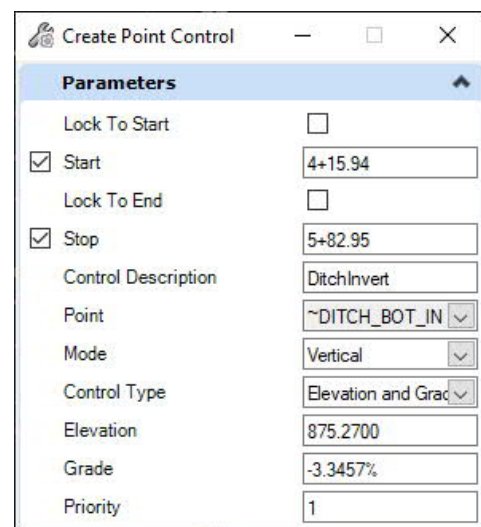 Create Point Control
Parameters
Lock To Start
Start 4+15.94
Lock To End
Stop 5+82.95
Control Description DitchInvert
Point ~DITCH_BOT_IN
Mode Vertical
Control Type Elevation and Grad
Elevation 875.2700
Grade -3.3457%
Priority 1